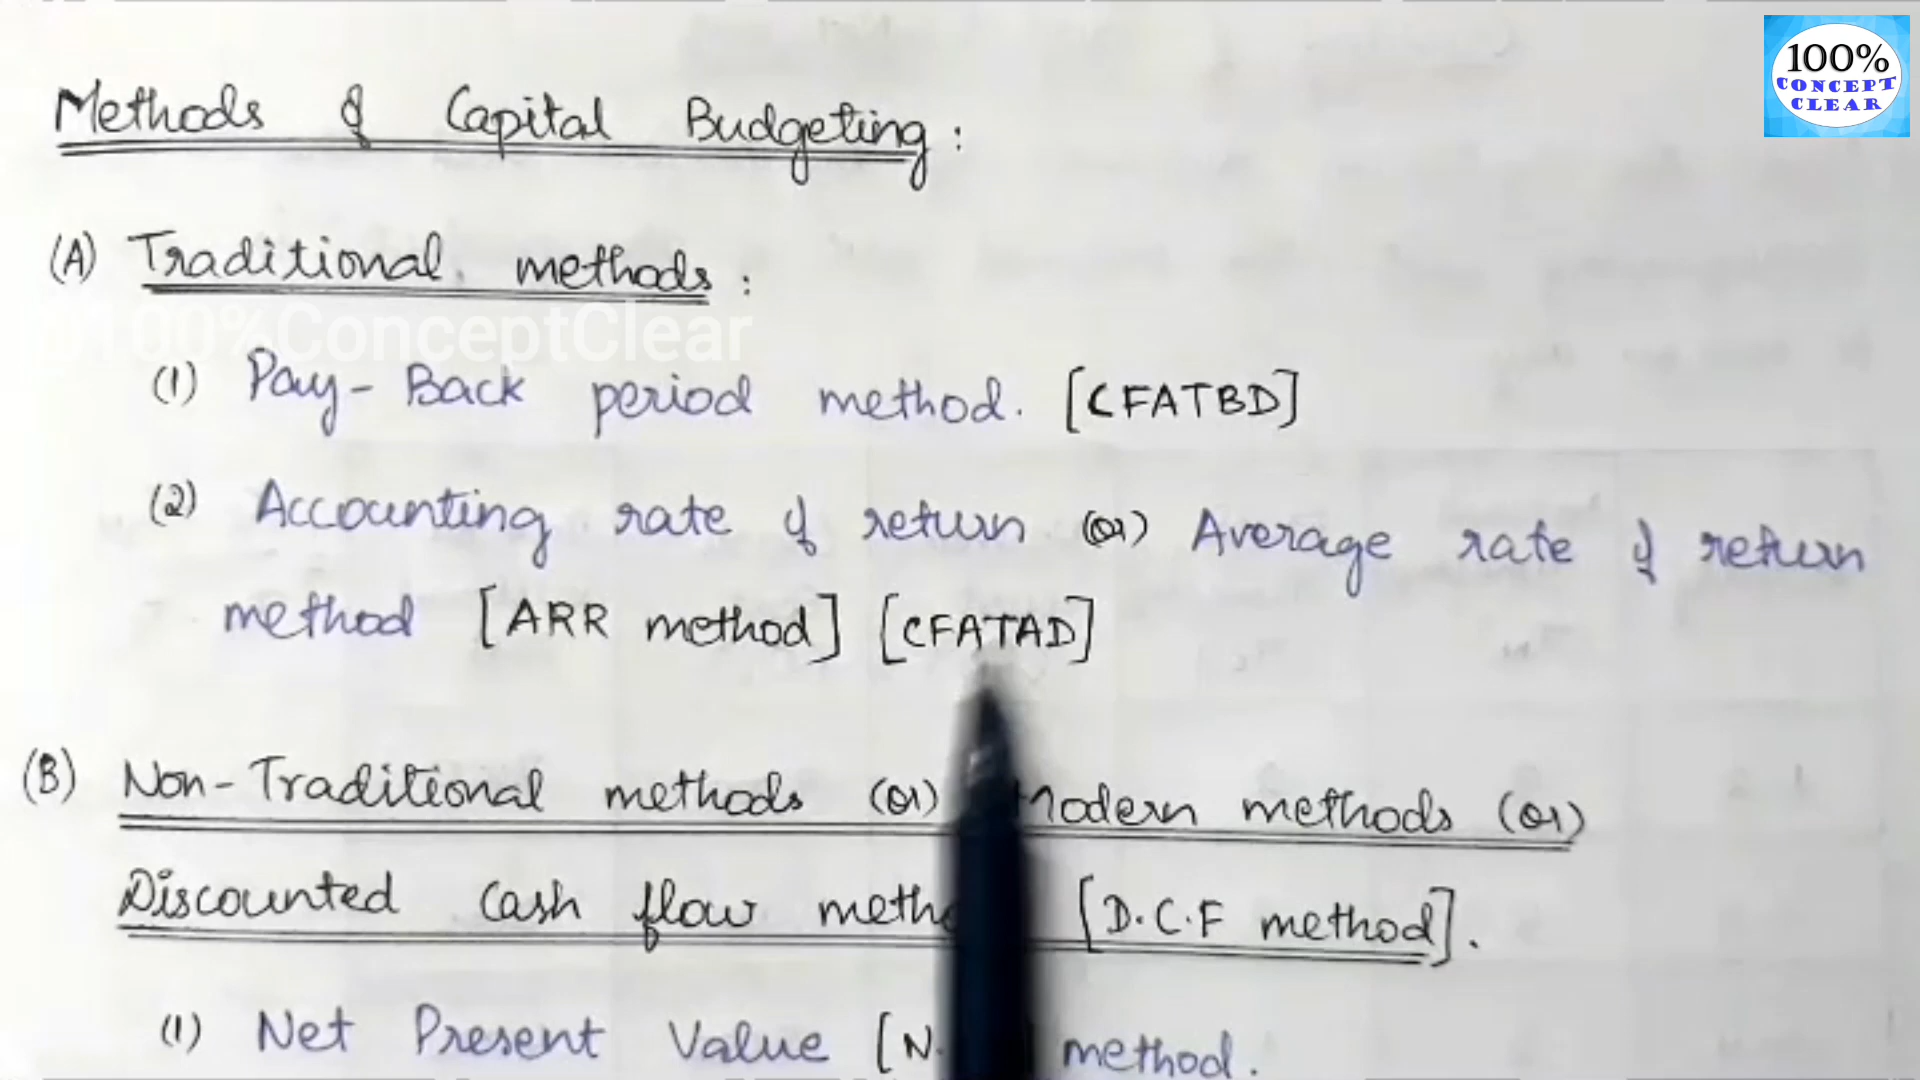 100%
CONCEPT
CLEAR
Methods of Capital Budgeting :
(A) Traditional methods :
@100%ConceptClear
(1) Pay-Back period method. [CFATBD]
(2) Accounting rate of return (or) Average rate of return
method [ARR method] [CFATAD]
(B) Non-Traditional methods (or) Modern methods (or)
Discounted Cash flow [D.C.F method].
(1) Net Present Value [N. method.